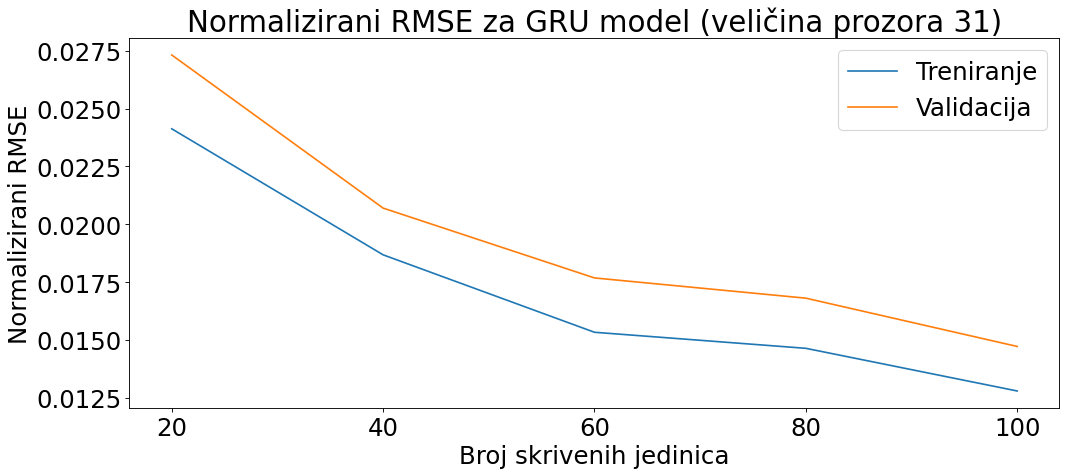 Normalizirani RMSE za GRU model (veličina prozora 31)
Normalizirani RMSE
0.0275
0.0250
0.0225
0.0200
0.0175
0.0150
0.0125
Treniranje
Validacija
20 40 60 80 100
Broj skrivenih jedinica